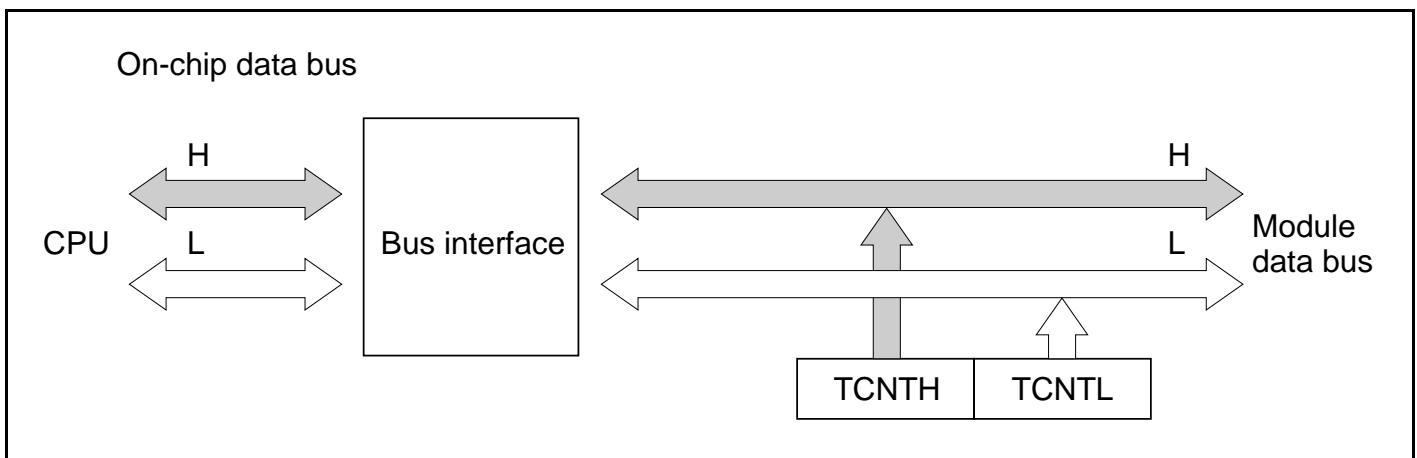 On-chip data bus
H
H
CPU
L
Bus interface
L
Module
data bus
TCNTH
TCNTL